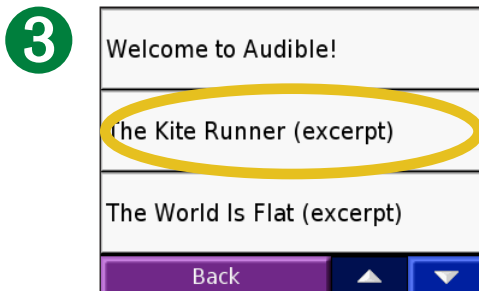 3
Welcome to Audible!
The Kite Runner (excerpt)
The World Is Flat (excerpt)
Back